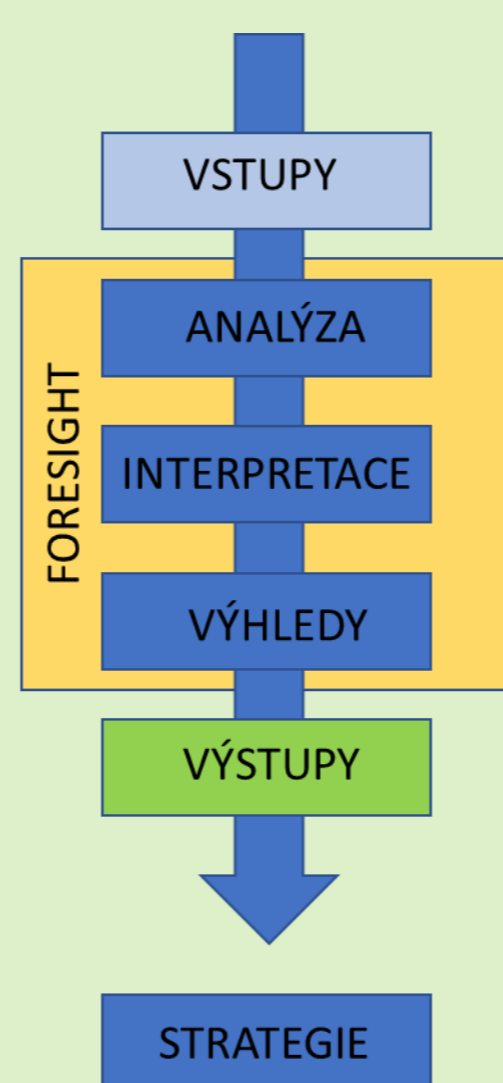 VSTUPY
FORESIGHT
ANALÝZA
INTERPRETACE
VÝHLEDY
VÝSTUPY
STRATEGIE